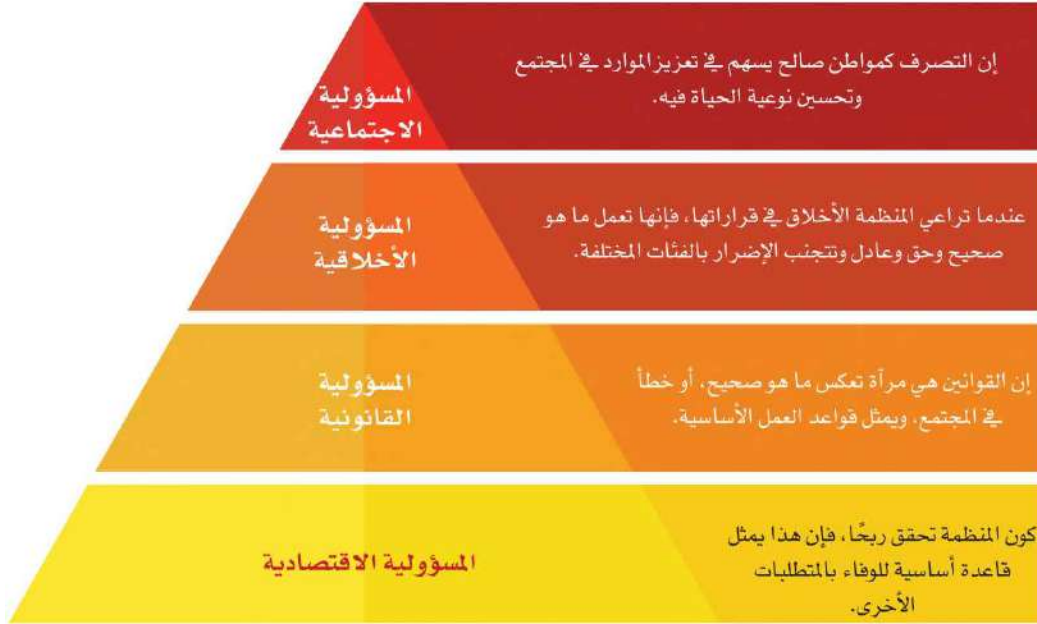 المسؤولية
الاجتماعية
إن التصرف كمواطن صالح يسهم في تعزيز الموارد في المجتمع
وتحسين نوعية الحياة فيه.
المسؤولية
الأخلاقية
عندما تراعي المنظمة الأخلاق في قراراتها، فإنها تعمل ما هو
صحيح وحق وعادل وتتجنب الإضرار بالفئات المختلفة.
المسؤولية
القانونية
إن القوانين هي مرآة تعكس ما هو صحيح، أو خطأ
في المجتمع، ويمثل قواعد العمل الأساسية.
المسؤولية الاقتصادية
كون المنظمة تحقق ربحًا، فإن هذا يمثل
قاعدة أساسية للوفاء بالمتطلبات
الأخرى.